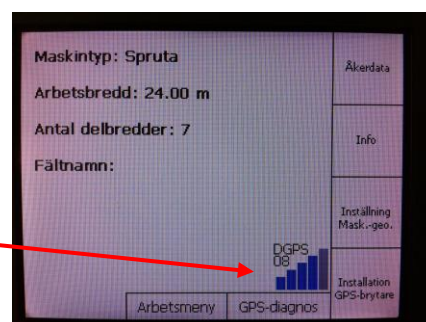 Maskintyp: Spruta
Arbetsbredd: 24.00 m
Antal delbredder: 7
Fältnamn:
DGPS
08
Arbetsmeny
GPS-diagnos
Åkerdata
Info
Inställning
Mask.-geo.
Installation
GPS-brytare